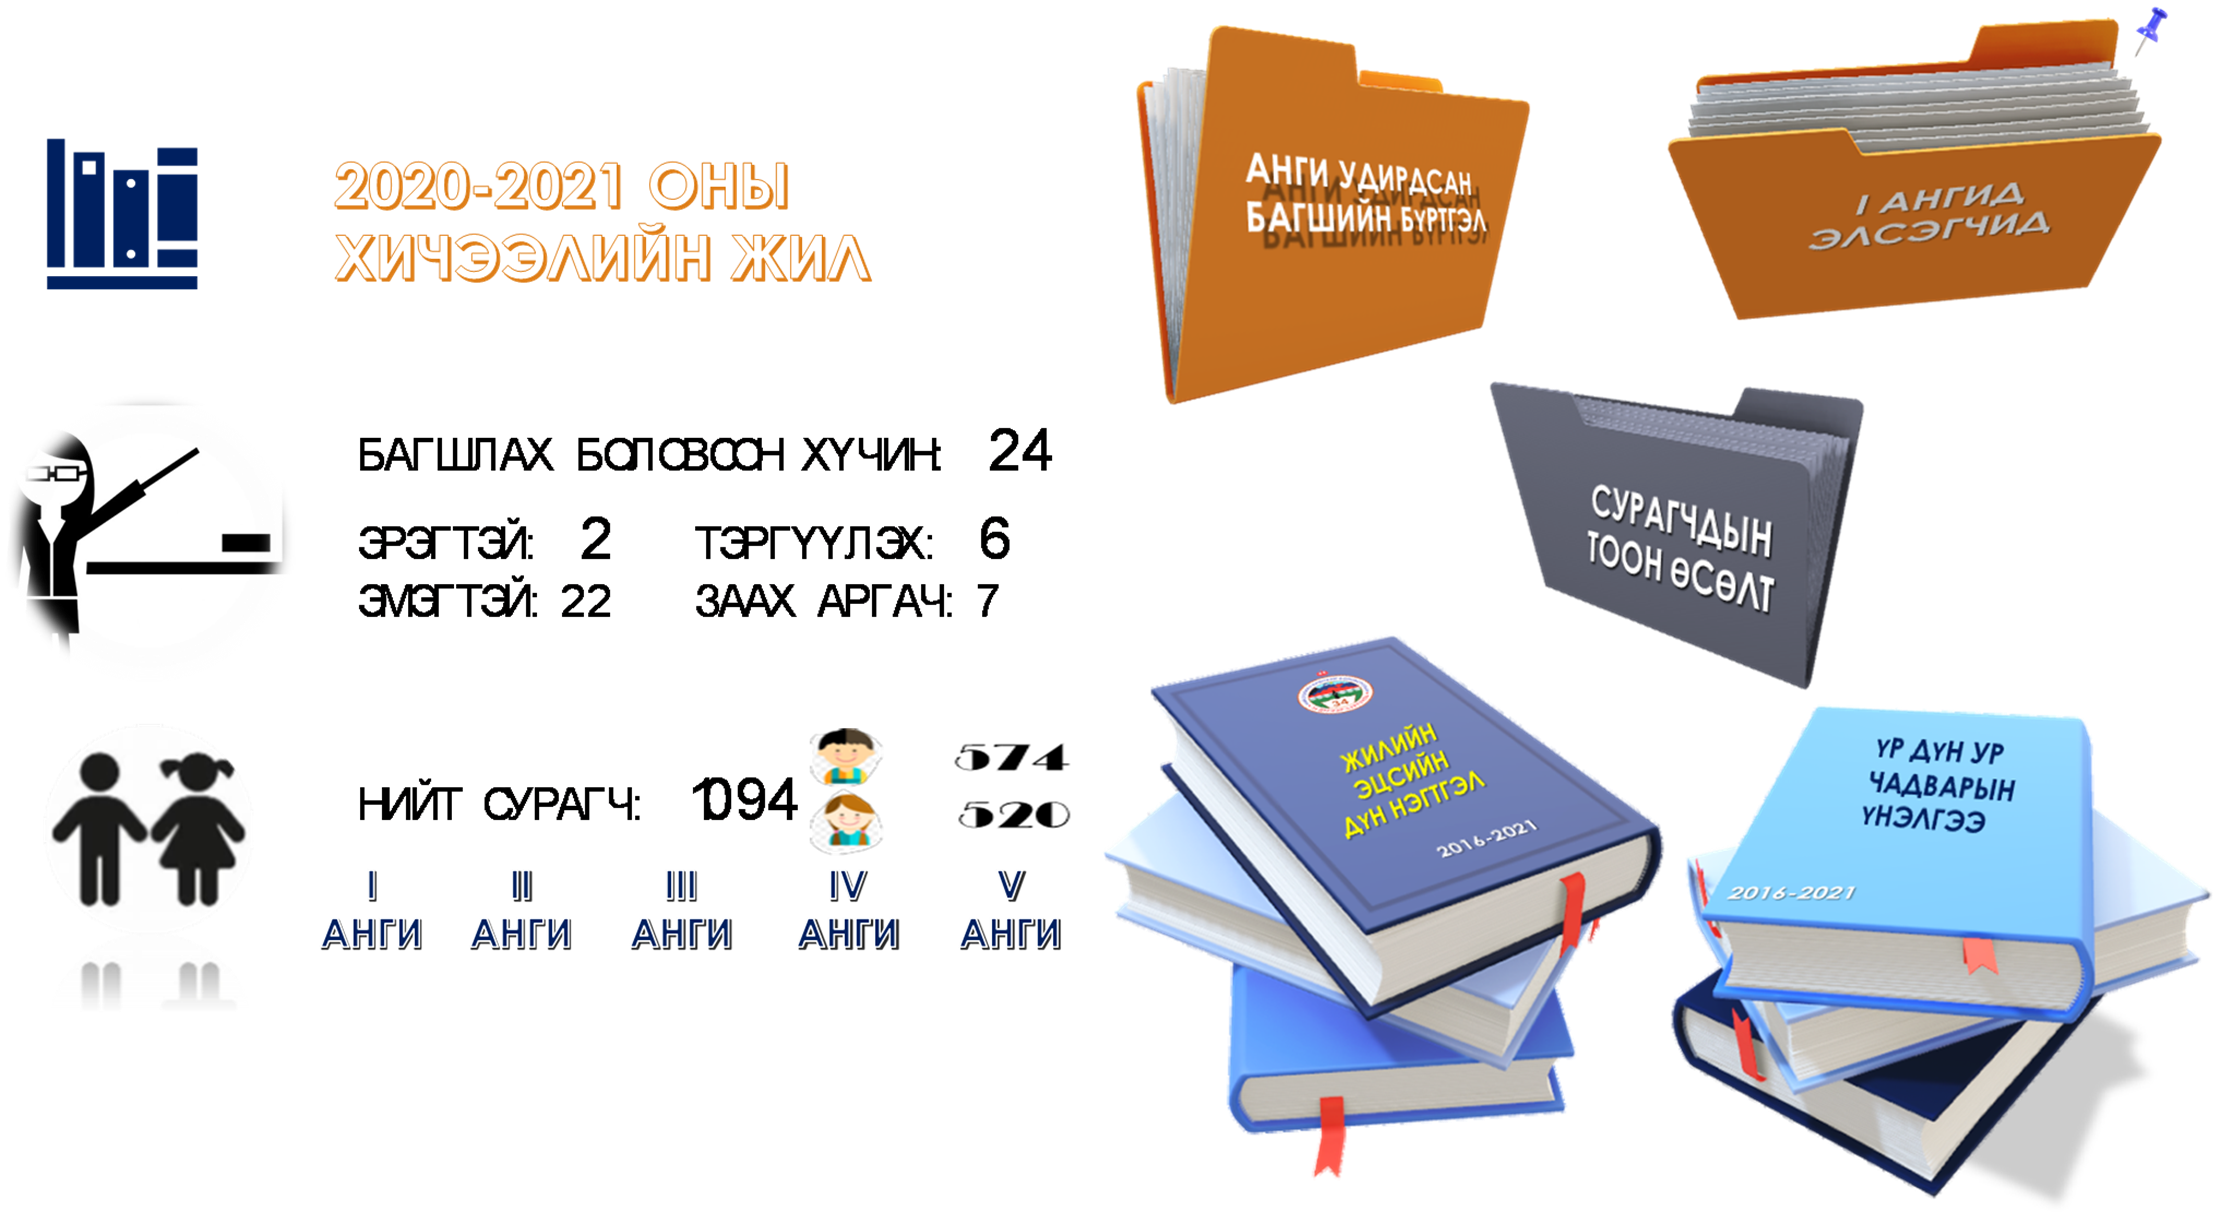 2020-2021 ОНЫ
ХИЧЭЭЛИЙН ЖИЛ
БАГШЛАХ БОЛОВСОН ХҮЧИН: 24
ЭРЭГТЭЙ: 2 ТЭРГҮҮЛЭХ: 6
ЭМЭГТЭЙ: 22 ЗААХ АРГАЧ: 7
НИЙТ СУРАГЧ: 1094
574
520
I II III IV V
АНГИ АНГИ АНГИ АНГИ АНГИ
АНГИ УДИРДСАН
БАГШИЙН БҮРТГЭЛ
I АНГИД
ЭЛСЭГЧИД
СУРАГЧДЫН
ТООН ӨСӨЛТ
34
ЖИЛИЙН
ЭЦСИЙН
ДҮН НЭГТГЭЛ
2016-2021
ҮР ДҮН УР
ЧАДВАРЫН
ҮНЭЛГЭЭ
2016-2021